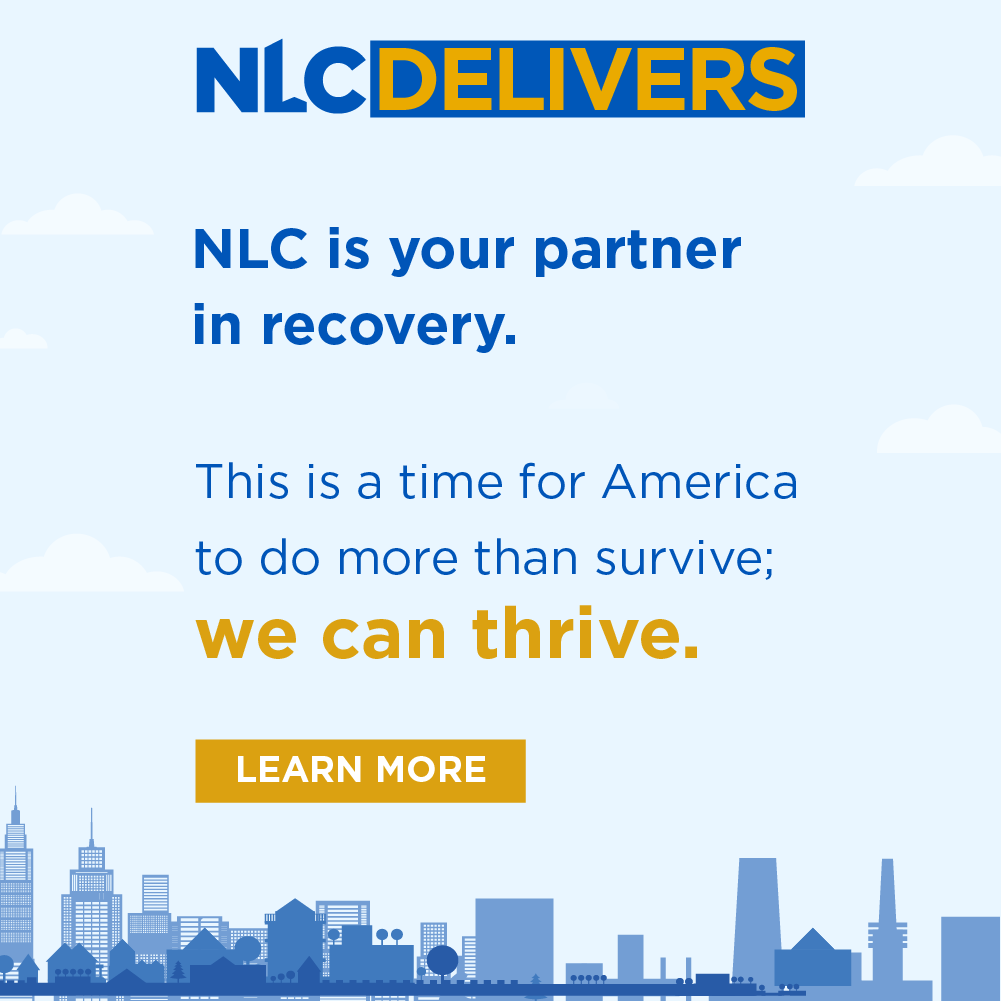 NLCDELIVERS
NLC is your partner
in recovery.
This is a time for America
to do more than survive;
we can thrive.
LEARN MORE